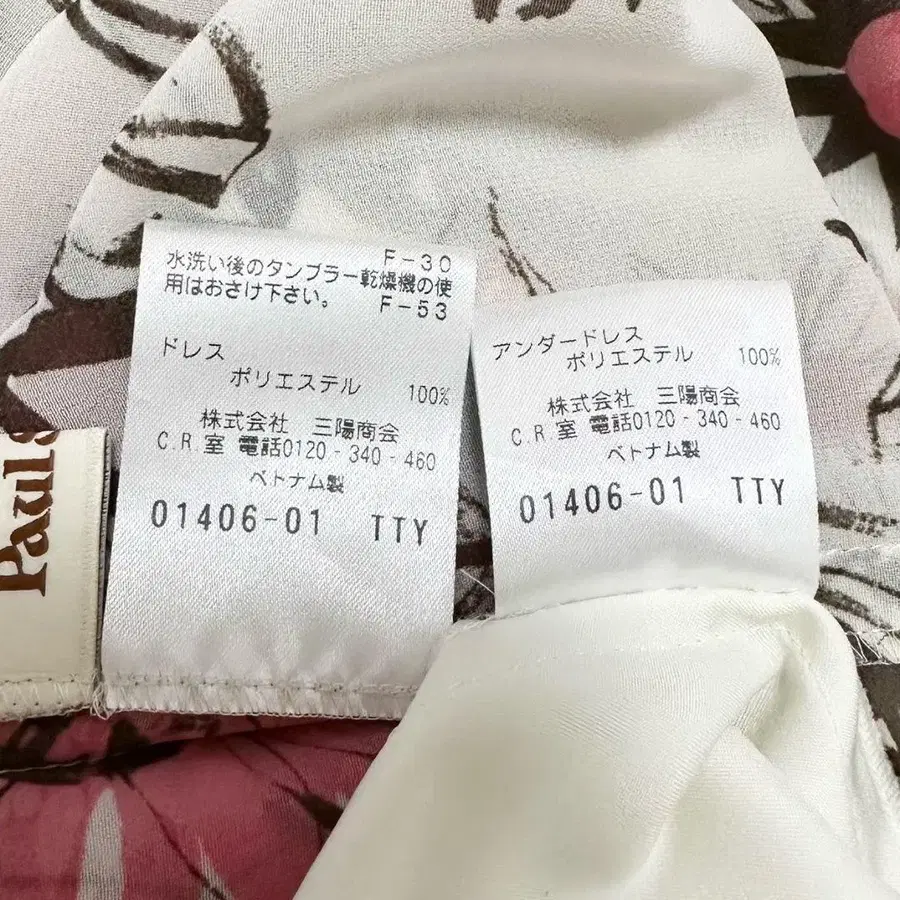 F-30
水洗い後のタンブラー乾燥機の使
用はおさけ下さい。 F-53
ドレス
ポリエステル 100%
株式会社 三陽商会
C.R.室 電話0120-340-460
ベトナム製
01406-01 TTY
アンダードレス
ポリエステル 100%
株式会社 三陽商会
C.R.室 電話0120-340-460
ベトナム製
01406-01 TTY
Paul